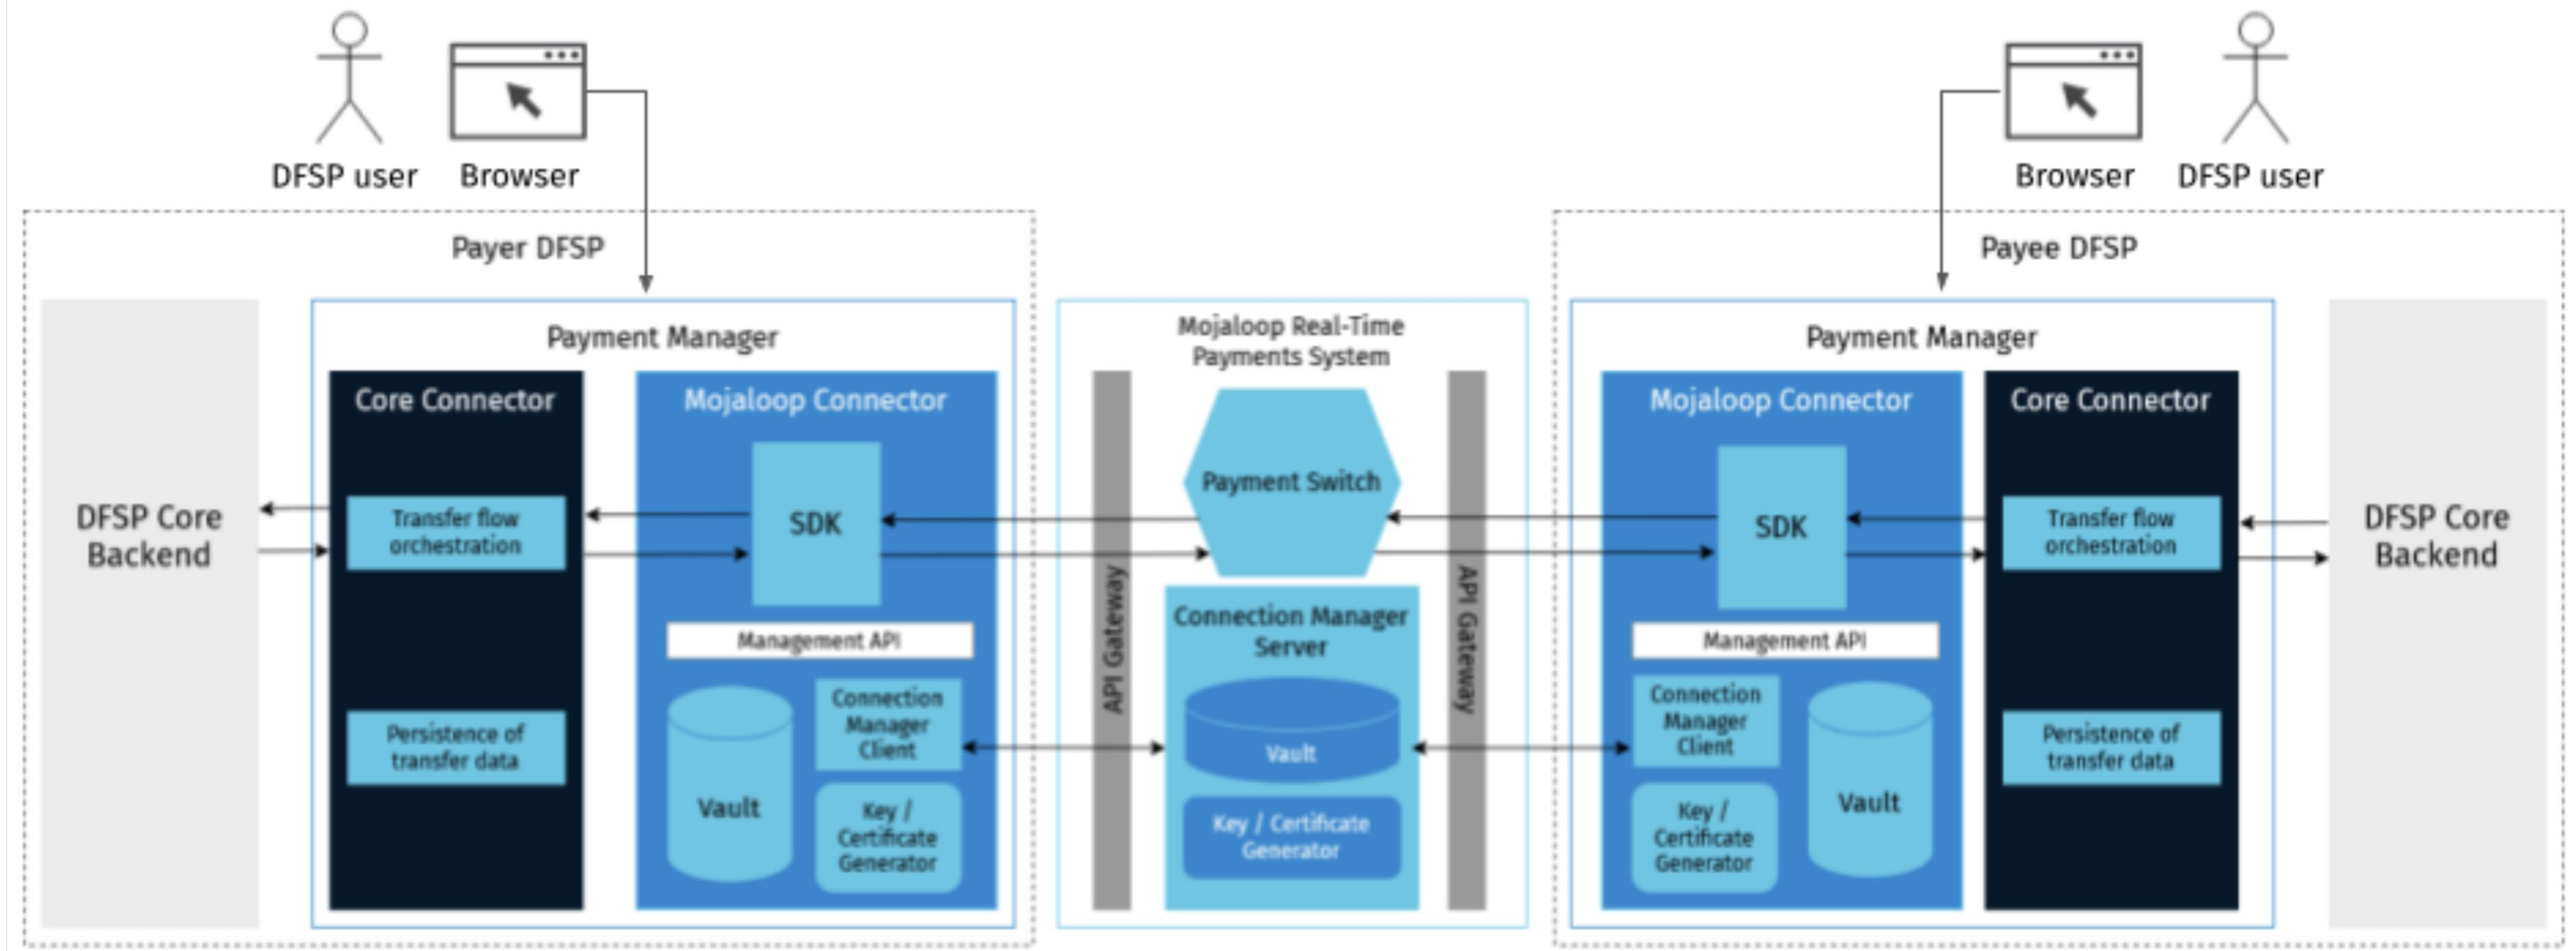 DFSP user
Browser
Browser
DFSP user
Payer DFSP
Payee DFSP
DFSP Core
Backend
Payment Manager
Core Connector
Transfer flow
orchestration
Persistence of
transfer data
Mojaloop Connector
SDK
Management API
Vault
Connection
Manager
Client
Key /
Certificate
Generator
Mojaloop Real-Time
Payments System
API Gateway
Payment Switch
Connection Manager
Server
Vault
Key / Certificate
Generator
API Gateway
Payment Manager
Mojaloop Connector
SDK
Management API
Connection
Manager
Client
Key /
Certificate
Generator
Vault
Core Connector
Transfer flow
orchestration
Persistence of
transfer data
DFSP Core
Backend